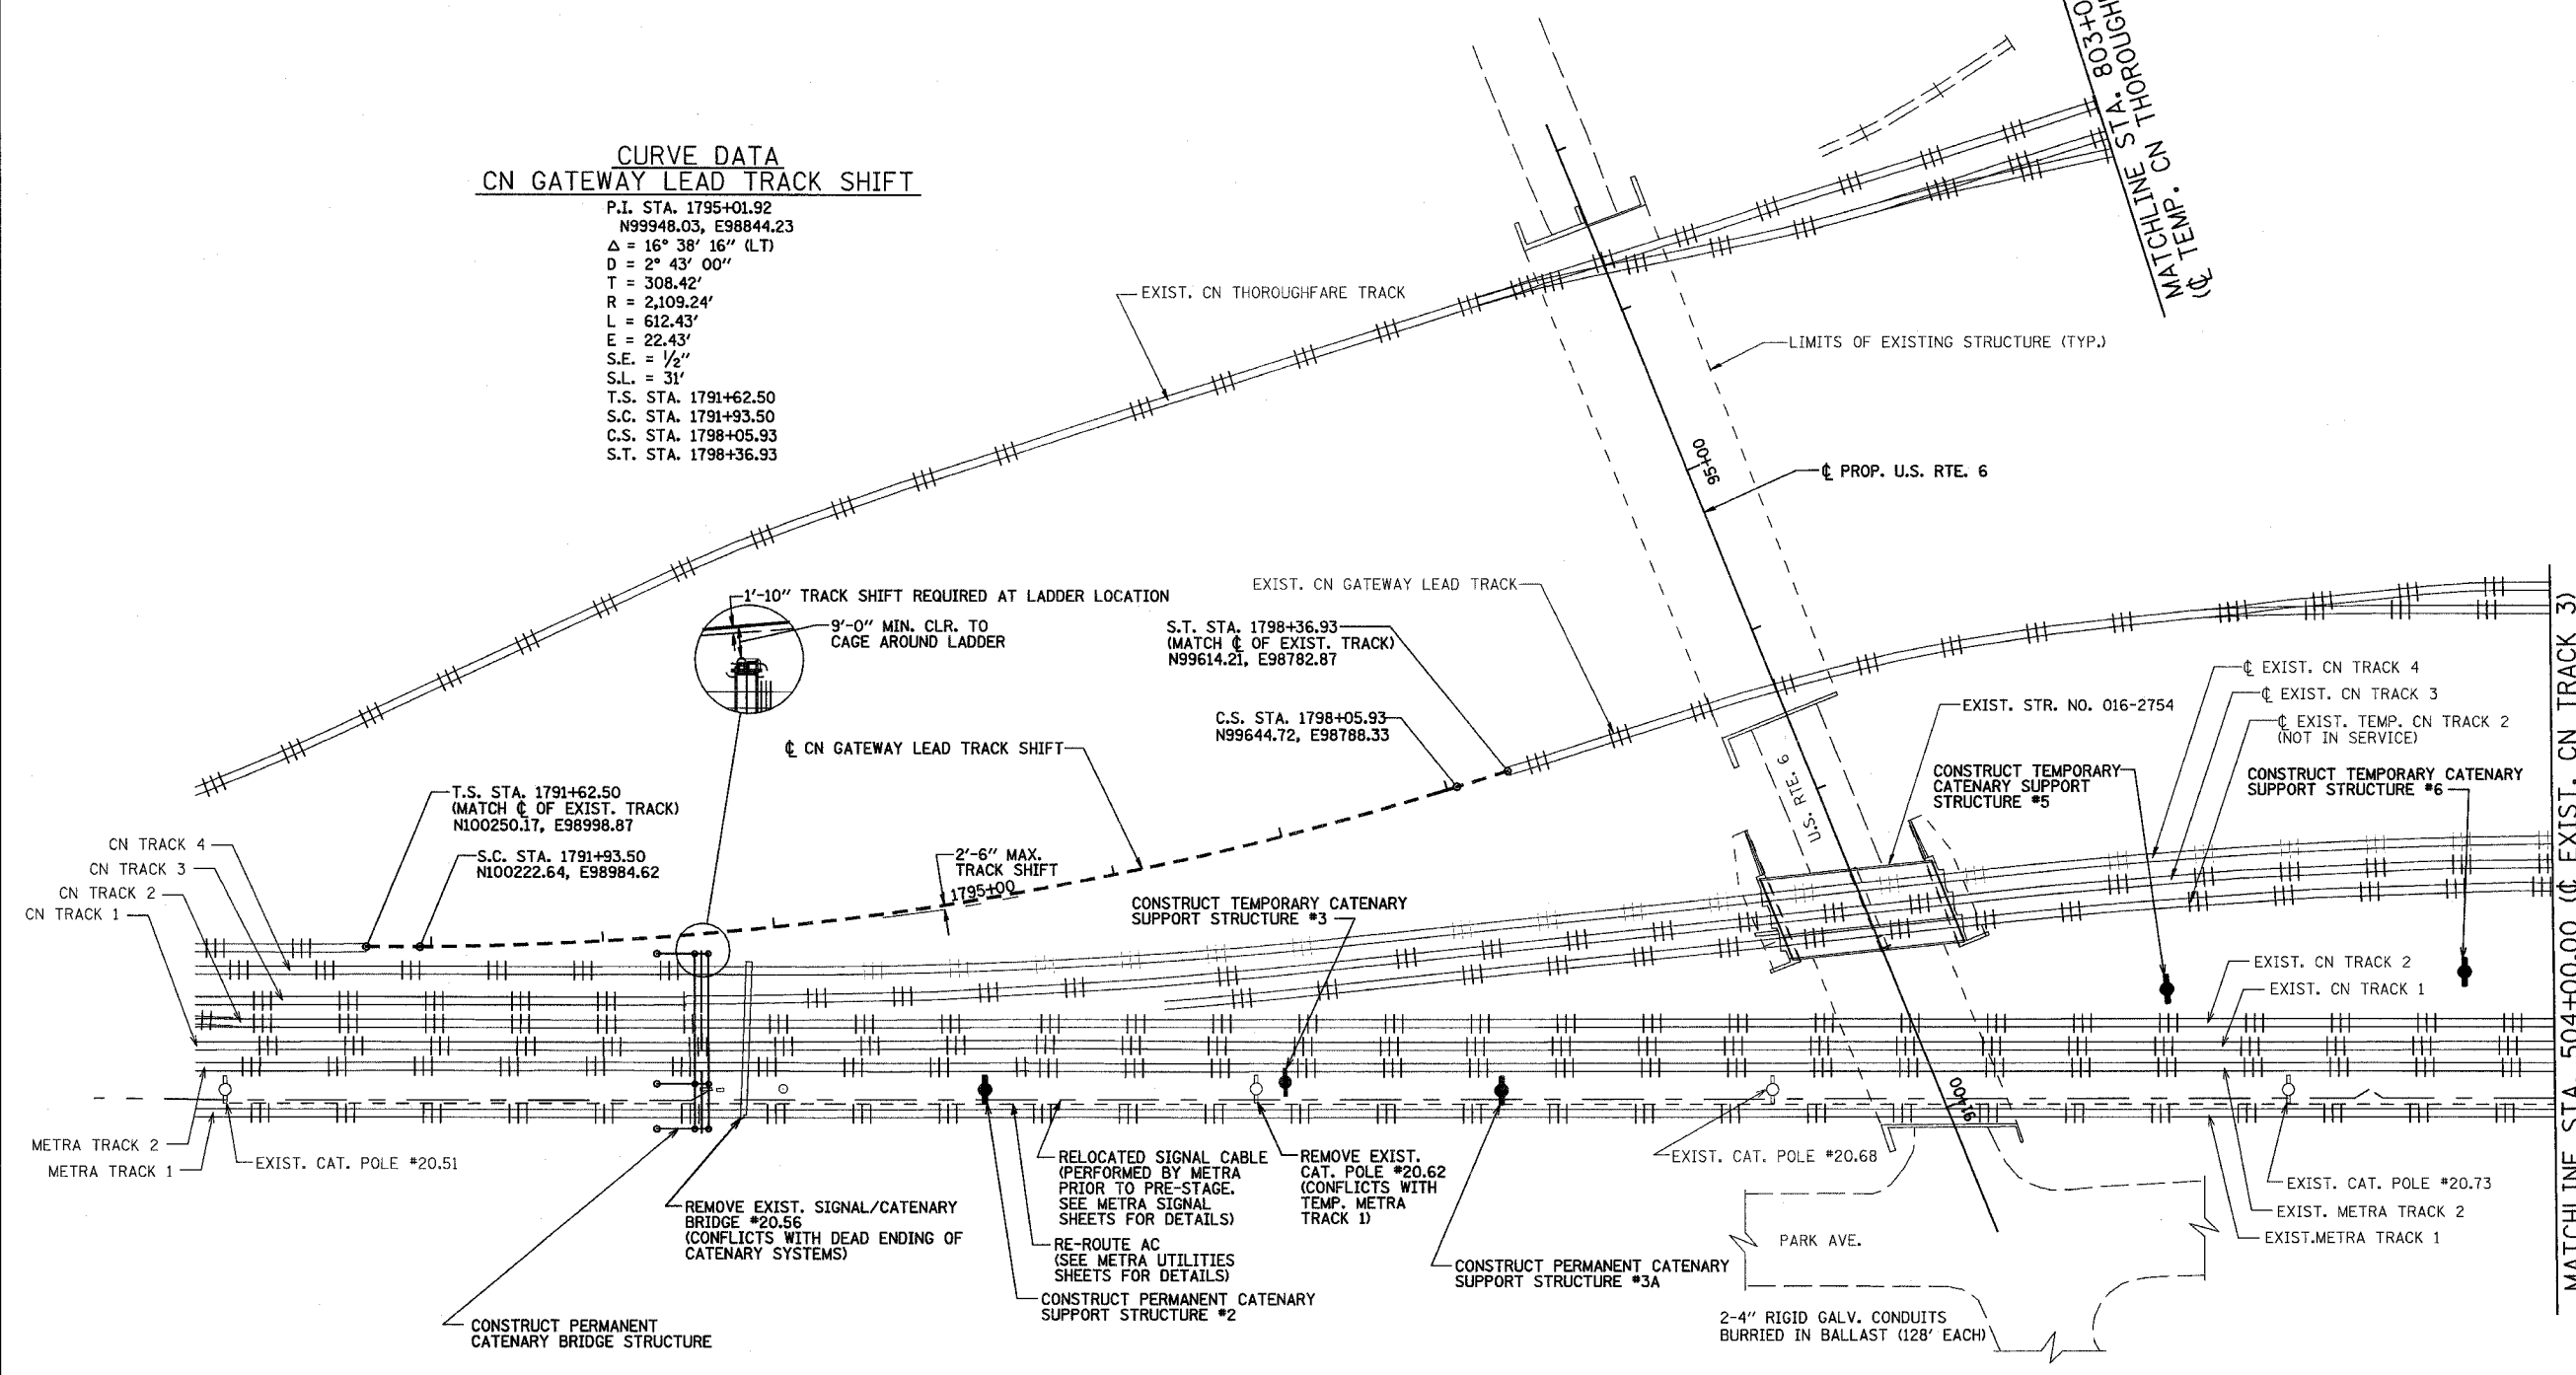 CURVE DATA
CN GATEWAY LEAD TRACK SHIFT
P.I. STA. 1795+01.92
N99948.03, E98844.23
Δ = 16° 38' 16" (LT)
D = 2° 43' 00"
T = 308.42'
R = 2,109.24'
L = 612.43'
E = 22.43'
S.E. = 1/2"
S.L. = 31'
T.S. STA. 1791+62.50
S.C. STA. 1791+93.50
C.S. STA. 1798+05.93
S.T. STA. 1798+36.93
MATCHLINE STA. 803+0
(℄ TEMP. CN THOROUGH
EXIST. CN THOROUGHFARE TRACK
LIMITS OF EXISTING STRUCTURE (TYP.)
95+00
℄ PROP. U.S. RTE. 6
1'-10" TRACK SHIFT REQUIRED AT LADDER LOCATION
9'-0" MIN. CLR. TO
CAGE AROUND LADDER
EXIST. CN GATEWAY LEAD TRACK
S.T. STA. 1798+36.93
(MATCH ℄ OF EXIST. TRACK)
N99614.21, E98782.87
C.S. STA. 1798+05.93
N99644.72, E98788.33
℄ CN GATEWAY LEAD TRACK SHIFT
℄ EXIST. CN TRACK 4
℄ EXIST. CN TRACK 3
EXIST. STR. NO. 016-2754
℄ EXIST. TEMP. CN TRACK 2
(NOT IN SERVICE)
U.S. RTE. 6
CONSTRUCT TEMPORARY
CATENARY SUPPORT
STRUCTURE #5
CONSTRUCT TEMPORARY CATENARY
SUPPORT STRUCTURE #6
T.S. STA. 1791+62.50
(MATCH ℄ OF EXIST. TRACK)
N100250.17, E98998.87
S.C. STA. 1791+93.50
N100222.64, E98984.62
CN TRACK 4
CN TRACK 3
CN TRACK 2
CN TRACK 1
2'-6" MAX.
TRACK SHIFT
1795+00
CONSTRUCT TEMPORARY CATENARY
SUPPORT STRUCTURE #3
EXIST. CN TRACK 2
EXIST. CN TRACK 1
94+00
METRA TRACK 2
METRA TRACK 1
EXIST. CAT. POLE #20.51
REMOVE EXIST. SIGNAL/CATENARY
BRIDGE #20.56
(CONFLICTS WITH DEAD ENDING OF
CATENARY SYSTEMS)
RELOCATED SIGNAL CABLE
(PERFORMED BY METRA
PRIOR TO PRE-STAGE.
SEE METRA SIGNAL
SHEETS FOR DETAILS)
RE-ROUTE AC
(SEE METRA UTILITIES
SHEETS FOR DETAILS)
CONSTRUCT PERMANENT CATENARY
SUPPORT STRUCTURE #2
REMOVE EXIST.
CAT. POLE #20.62
(CONFLICTS WITH
TEMP. METRA
TRACK 1)
CONSTRUCT PERMANENT CATENARY
SUPPORT STRUCTURE #3A
EXIST. CAT. POLE #20.68
EXIST. CAT. POLE #20.73
EXIST. METRA TRACK 2
EXIST.METRA TRACK 1
PARK AVE.
CONSTRUCT PERMANENT
CATENARY BRIDGE STRUCTURE
2-4" RIGID GALV. CONDUITS
BURRIED IN BALLAST (128' EACH)
MATCHLINE STA. 504+00.00 (℄ EXIST. CN TRACK 3)